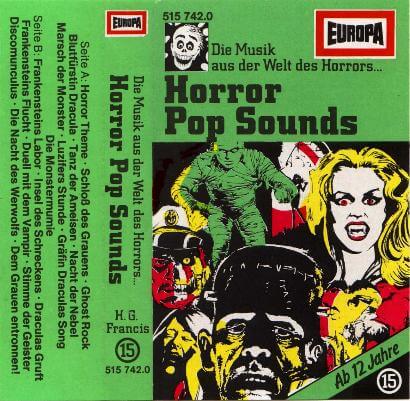 Seite A: Horror Theme · Schloß des Grauens · Ghost Rock
Blutfürstin Dracula · Tanz der Ameisen · Nacht der Nebel
Marsch der Monster · Luzifers Stunde · Gräfin Draculas Song
Die Monstermumie
Seite B: Frankensteins Labor · Insel des Schreckens · Draculas Gruft
Frankensteins Flucht · Duell mit dem Vampir · Stimme der Geister
Discomunculus · Die Nacht des Werwolfs · Dem Grauen entronnen!
515 742.0
Die Musik aus der Welt des Horrors...
Horror Pop Sounds
H. G.
Francis
15
515 742.0
515 742.0
EUROPA
Die Musik
aus der Welt des Horrors...
Horror
Pop Sounds
15
Ab 12 Jahre